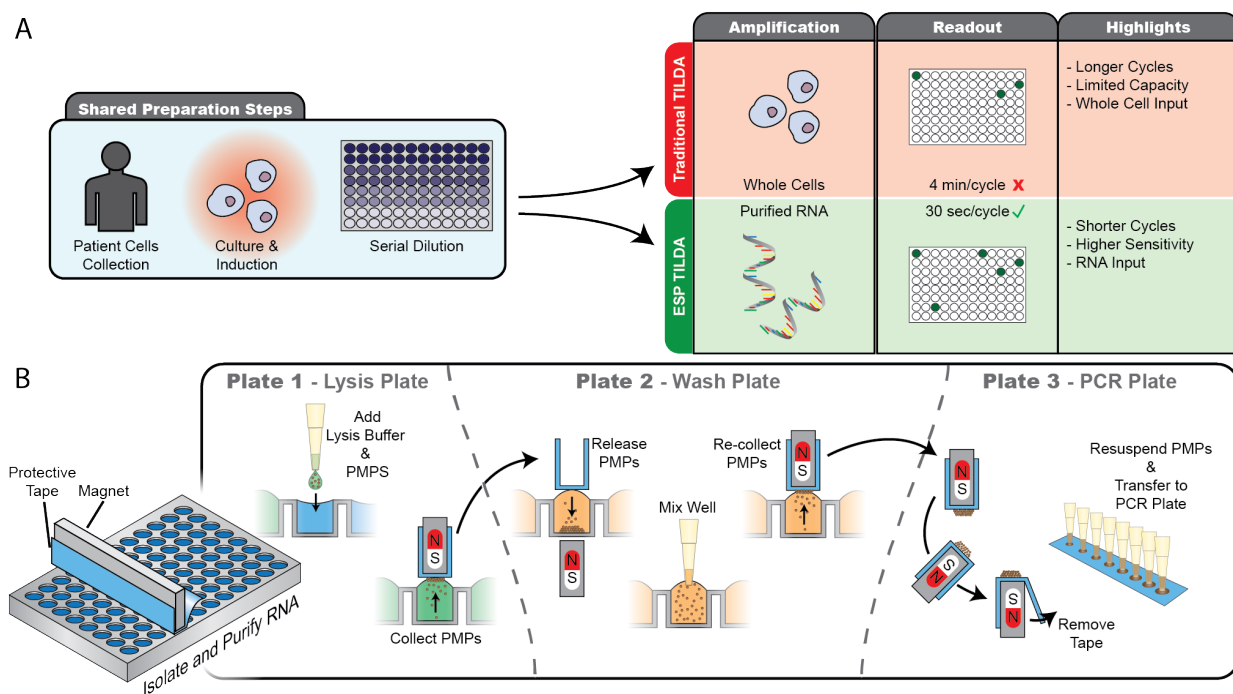 A
Shared Preparation Steps
Patient Cells
Collection
Culture &
Induction
Serial Dilution
Amplification
Readout
Highlights
Traditional TILDA
Whole Cells
4 min/cycle X
- Longer Cycles
- Limited Capacity
- Whole Cell Input
ESP TILDA
Purified RNA
30 sec/cycle ✓
- Shorter Cycles
- Higher Sensitivity
- RNA Input
B
Plate 1 - Lysis Plate
Plate 2 - Wash Plate
Plate 3 - PCR Plate
Protective
Tape
Magnet
Isolate and Purify RNA
Add
Lysis Buffer
&
PMPS
N
S
Collect PMPs
Release
PMPs
N
S
Mix Well
Re-collect
PMPs
N
S
N
S
N
S
S
N
Remove
Tape
Resuspend PMPs
&
Transfer to
PCR Plate